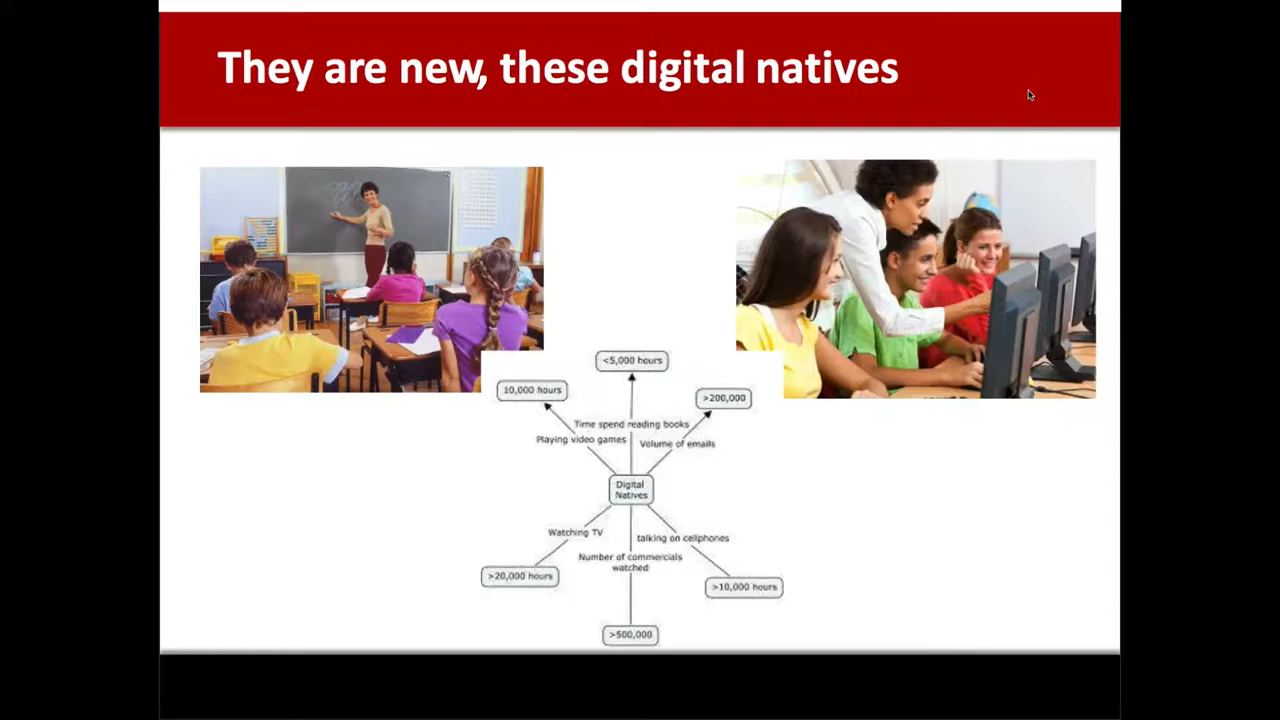 They are new, these digital natives
<5,000 hours
10,000 hours
>200,000
Time spend reading books
Playing video games
Volume of emails
Digital
Natives
Watching TV
talking on cellphones
Number of commercials
watched
>20,000 hours
>10,000 hours
>500,000